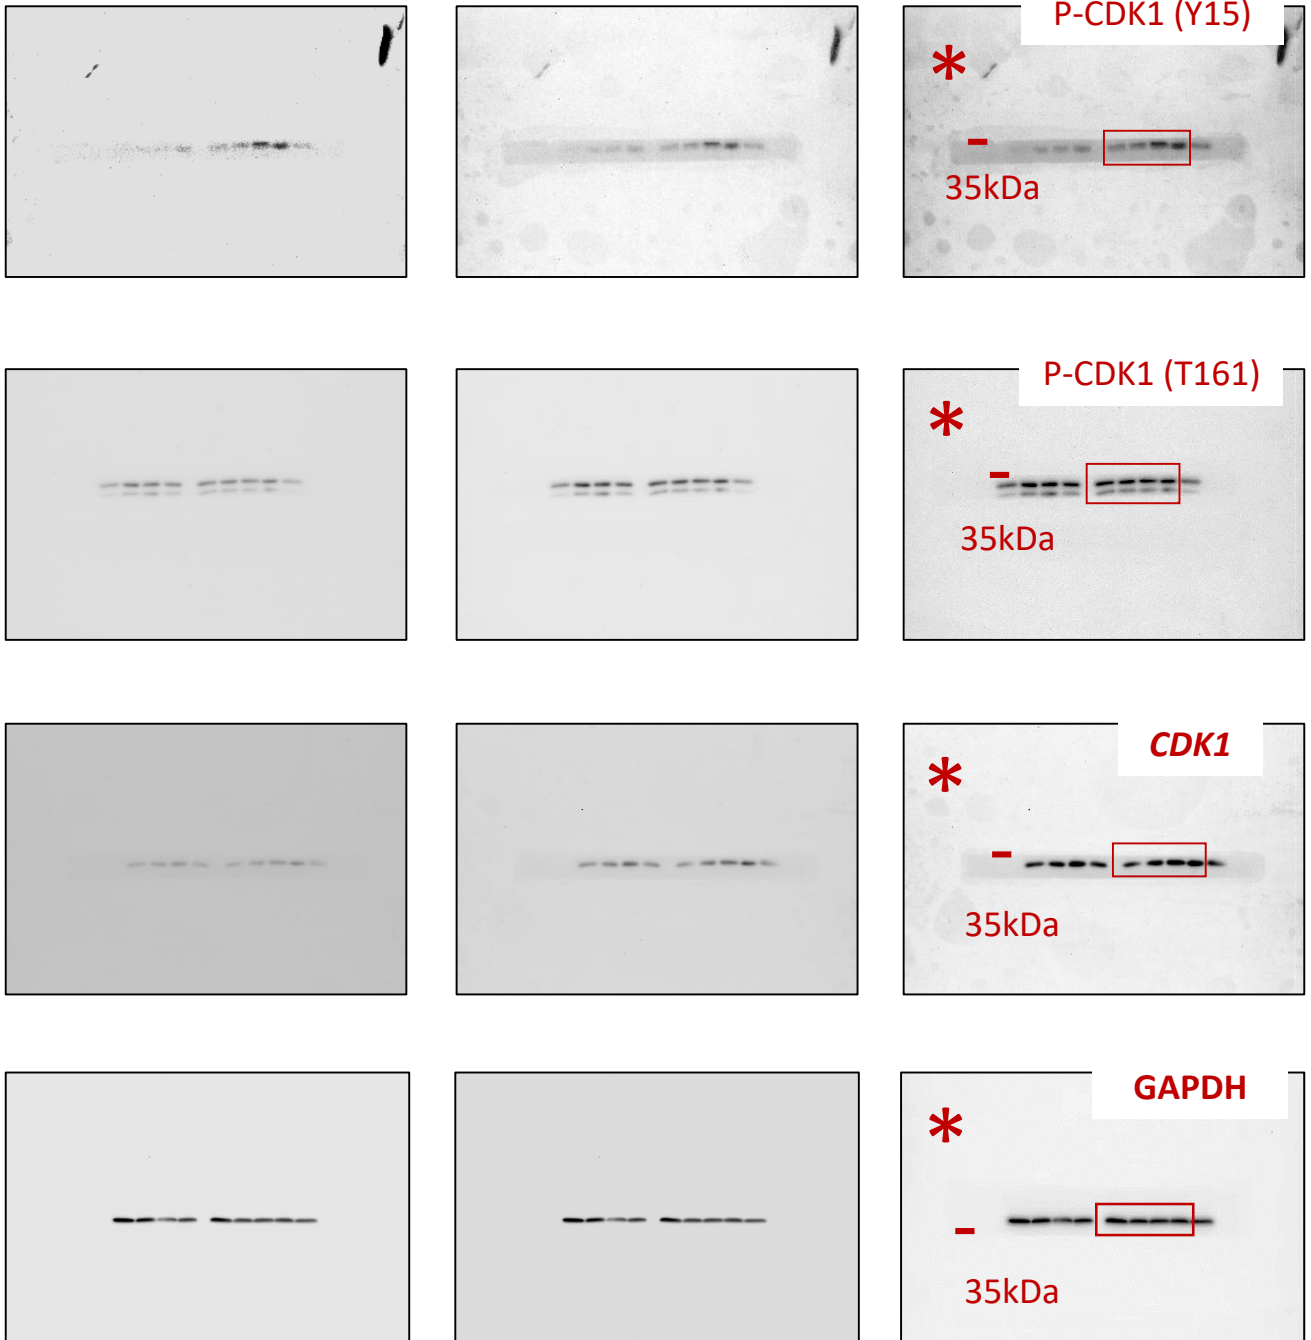 P-CDK1 (Y15)
*
35kDa
P-CDK1 (T161)
*
35kDa
CDK1
*
35kDa
GAPDH
*
35kDa